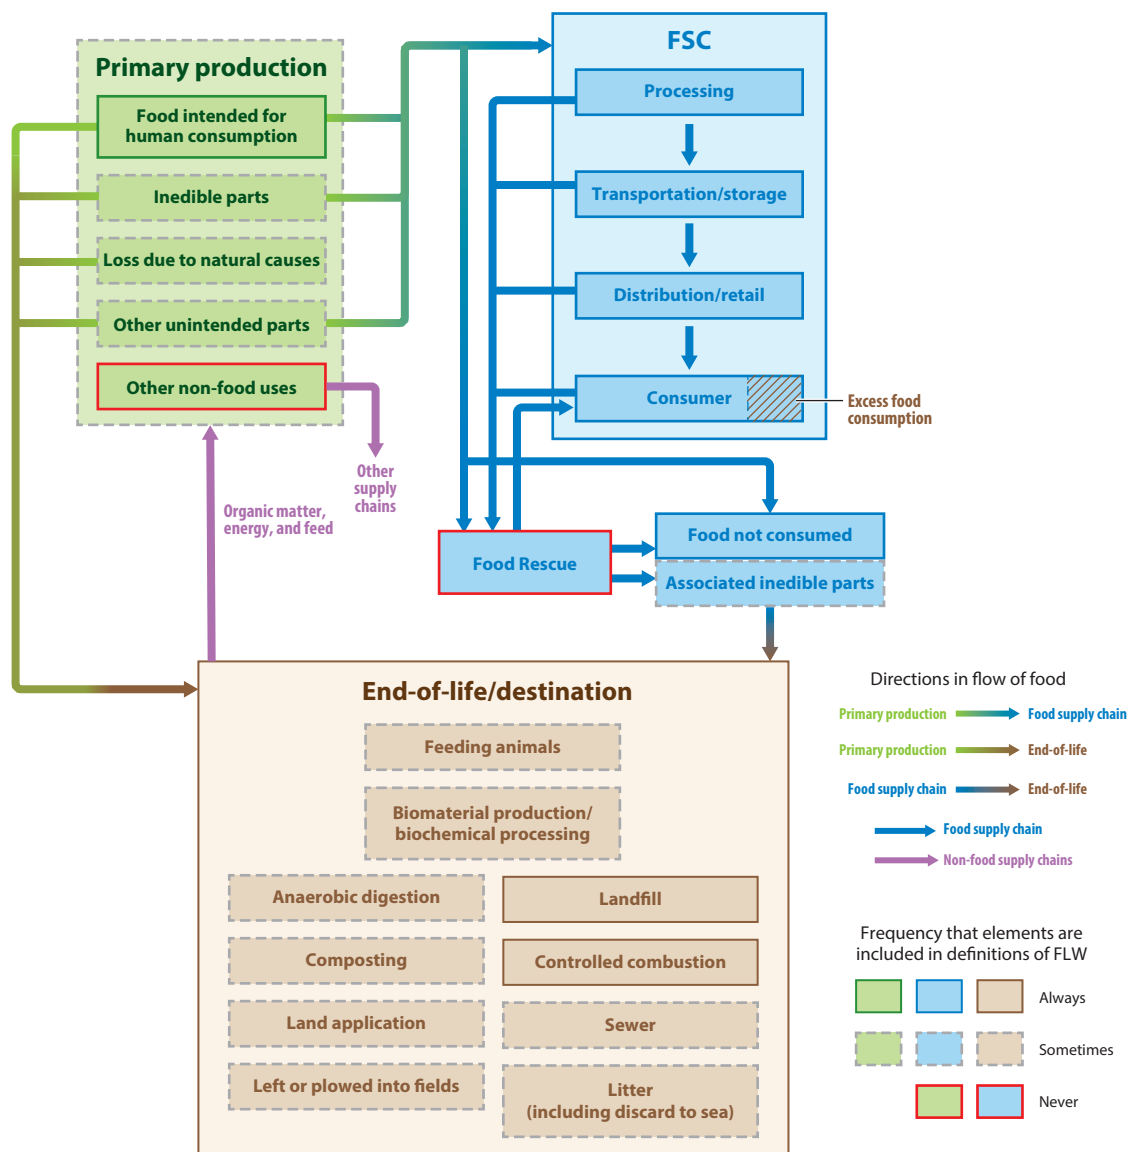 Primary production
Food intended for
human consumption
Inedible parts
Loss due to natural causes
Other unintended parts
Other non-food uses
Other
supply
chains
Organic matter,
energy, and feed
FSC
Processing
Transportation/storage
Distribution/retail
Consumer
Excess food
consumption
Food Rescue
Food not consumed
Associated inedible parts
End-of-life/destination
Feeding animals
Biomaterial production/
biochemical processing
Anaerobic digestion
Landfill
Composting
Controlled combustion
Land application
Sewer
Left or plowed into fields
Litter
(including discard to sea)
Directions in flow of food
Primary production Food supply chain
Primary production End-of-life
Food supply chain End-of-life
Food supply chain
Non-food supply chains
Frequency that elements are
included in definitions of FLW
Always
Sometimes
Never